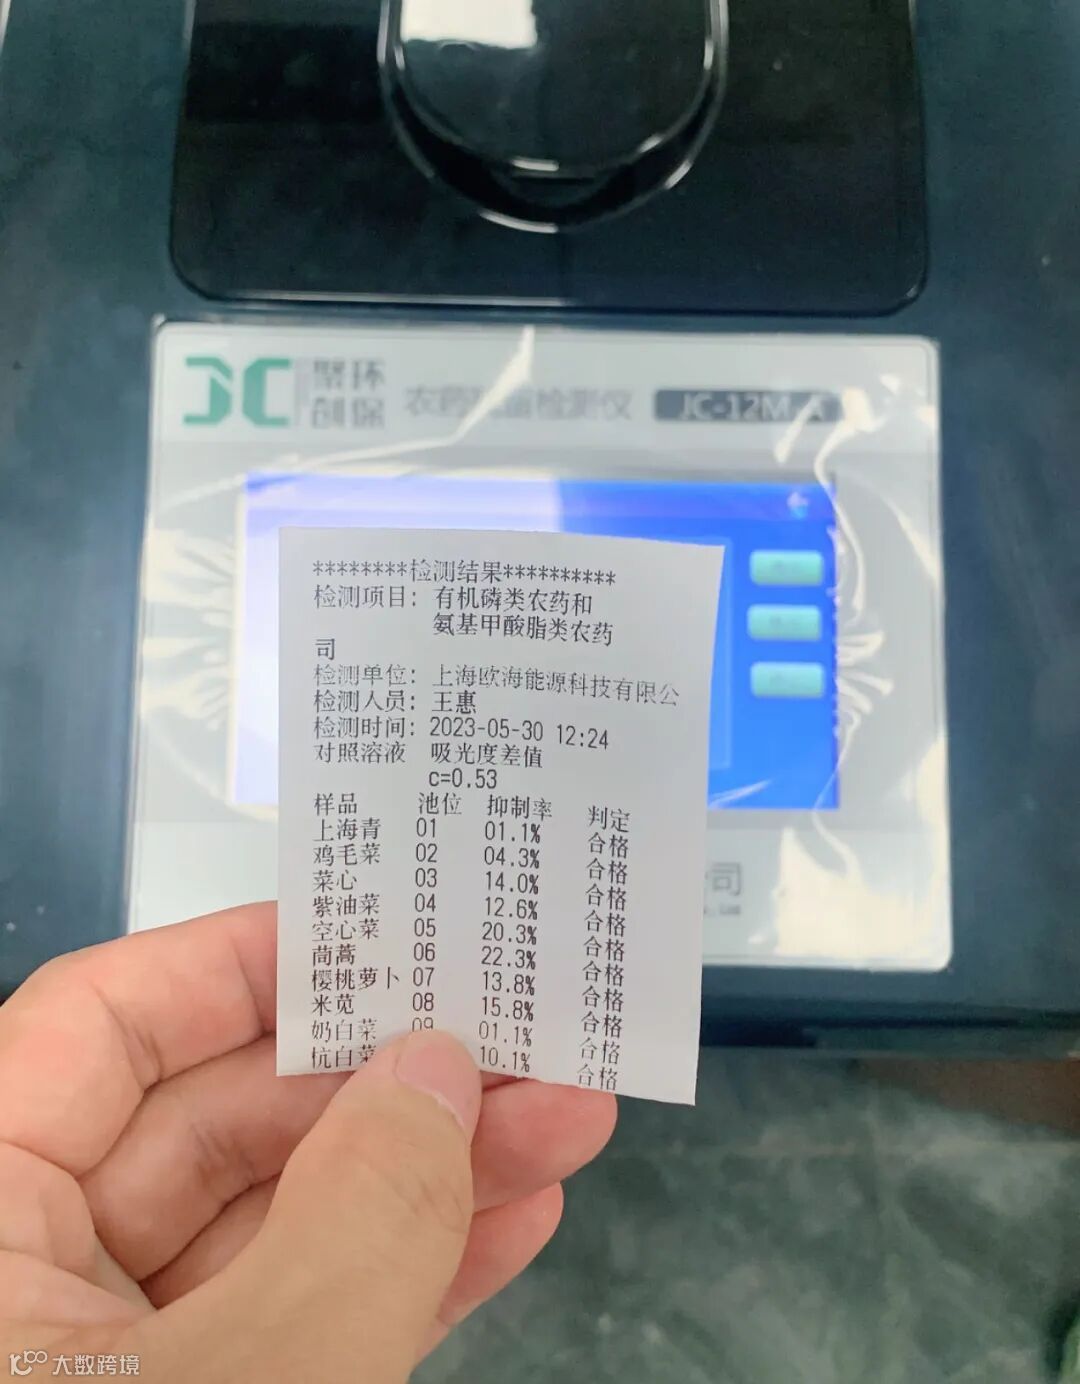 JC 聚环创保
农药残留检测仪 JC-12M-A
********检测结果**********
检测项目: 有机磷类农药和
氨基甲酸脂类农药
司
检测单位: 上海欧海能源科技有限公
检测人员: 王惠
检测时间: 2023-05-30 12:24
对照溶液 吸光度差值
c=0.53
样品 池位 抑制率 判定
上海青 01 01.1% 合格
鸡毛菜 02 04.3% 合格
菜心 03 14.0% 合格
紫油菜 04 12.6% 合格
空心菜 05 20.3% 合格
茼蒿 06 22.3% 合格
樱桃萝卜 07 13.8% 合格
米苋 08 15.8% 合格
奶白菜 09 01.1% 合格
杭白菜 10.1% 合格
司
大数跨境